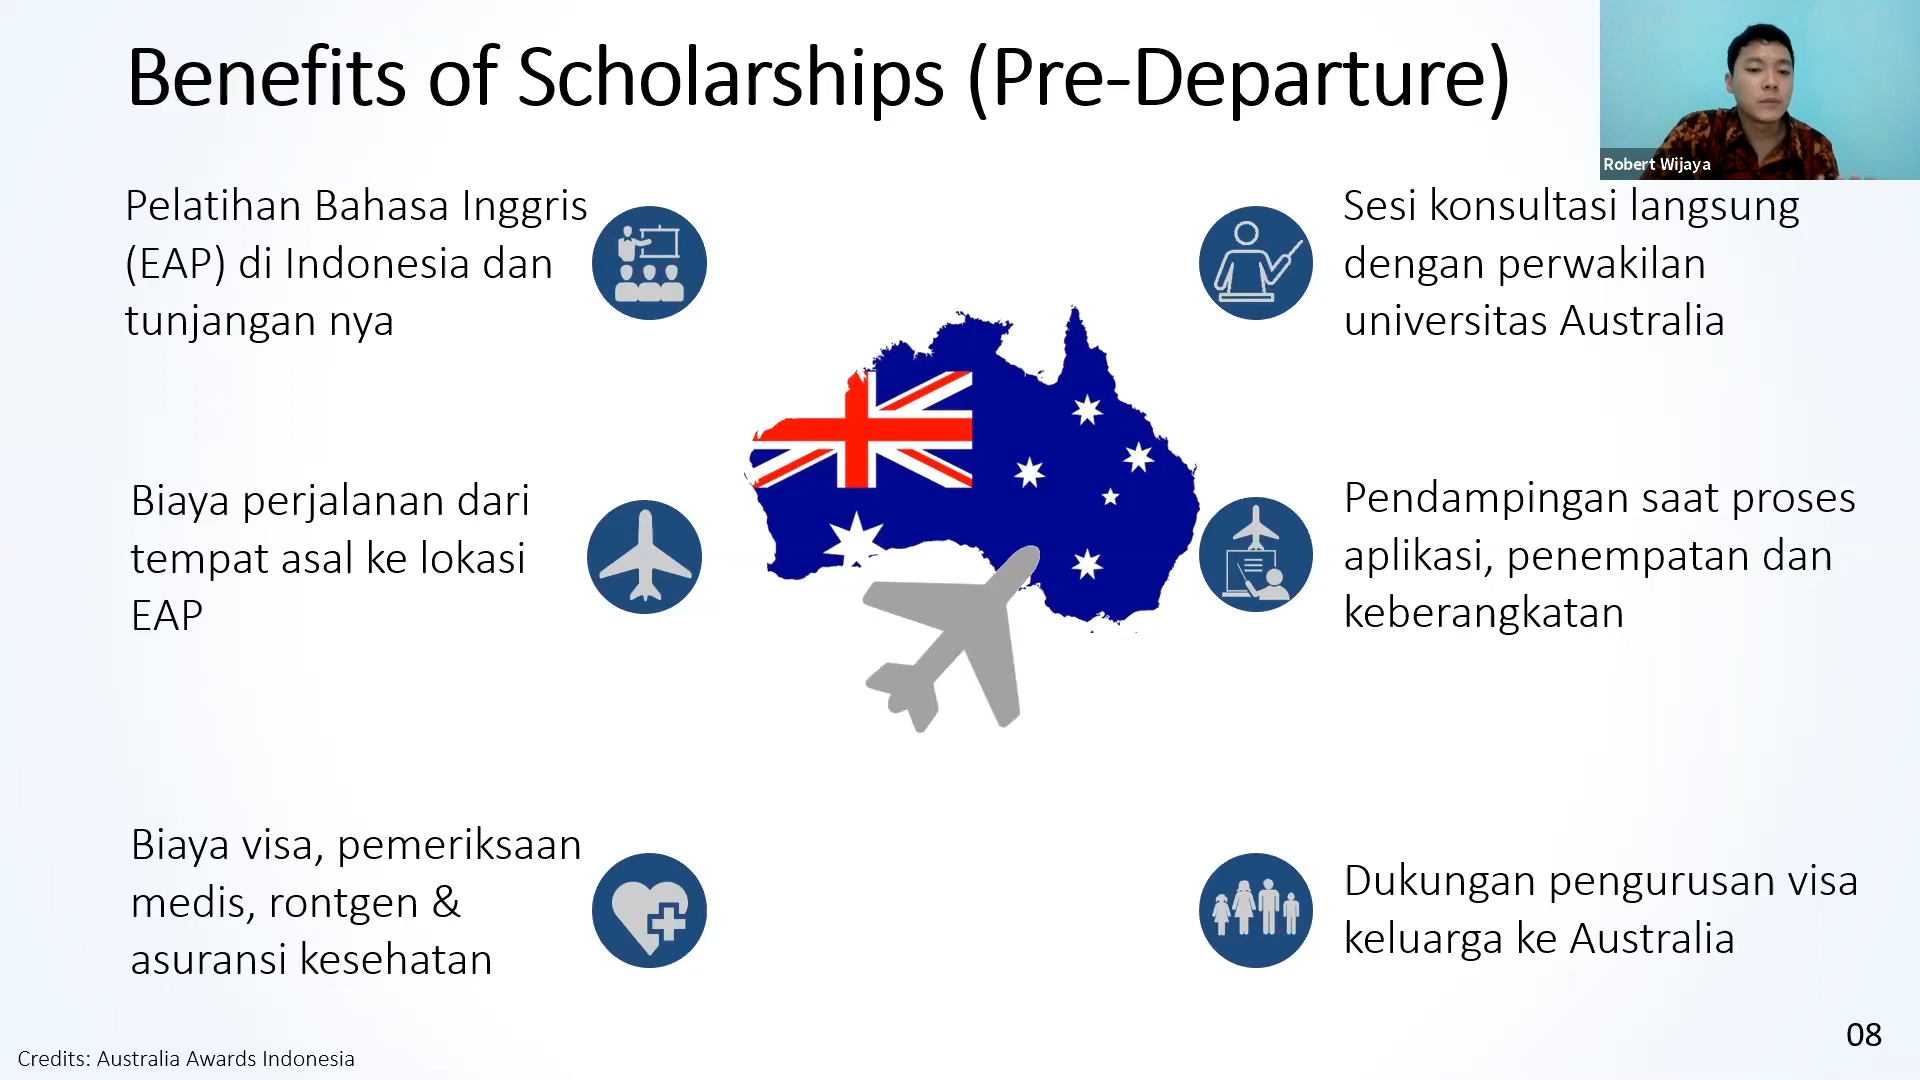 Benefits of Scholarships (Pre-Departure)
Robert Wijaya
Pelatihan Bahasa Inggris
(EAP) di Indonesia dan
tunjangan nya
Sesi konsultasi langsung
dengan perwakilan
universitas Australia
Biaya perjalanan dari
tempat asal ke lokasi
EAP
Pendampingan saat proses
aplikasi, penempatan dan
keberangkatan
Biaya visa, pemeriksaan
medis, rontgen &
asuransi kesehatan
Dukungan pengurusan visa
keluarga ke Australia
08
Credits: Australia Awards Indonesia